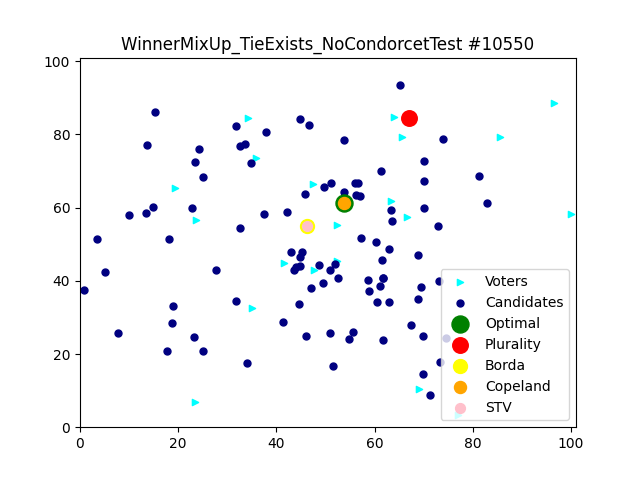 WinnerMixUp_TieExists_NoCondorcetTest #10550
100
80
60
40
20
0
0
20
40
60
80
100
Voters
Candidates
Optimal
Plurality
Borda
Copeland
STV